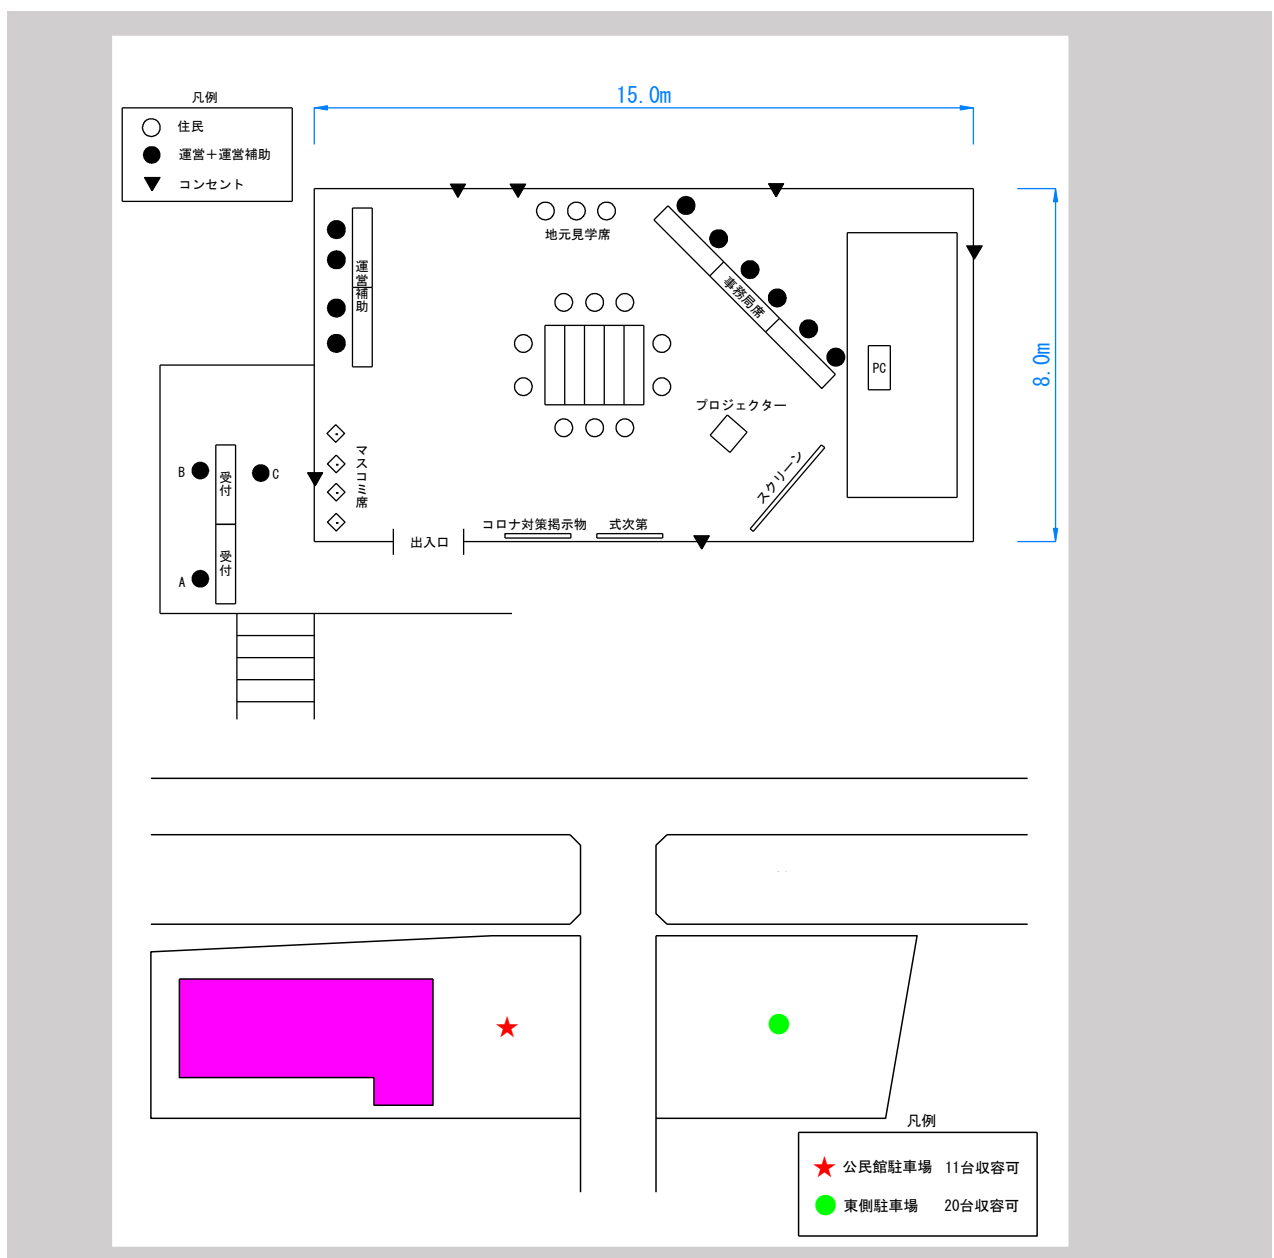 15.0m
凡例
住民
運営＋運営補助
コンセント
地元見学席
運営補助
事務局席
8.0m
PC
プロジェクター
マスコミ席
スクリーン
B
受付
C
コロナ対策掲示物
式次第
出入口
受付
A
凡例
公民館駐車場 11台収容可
東側駐車場 20台収容可